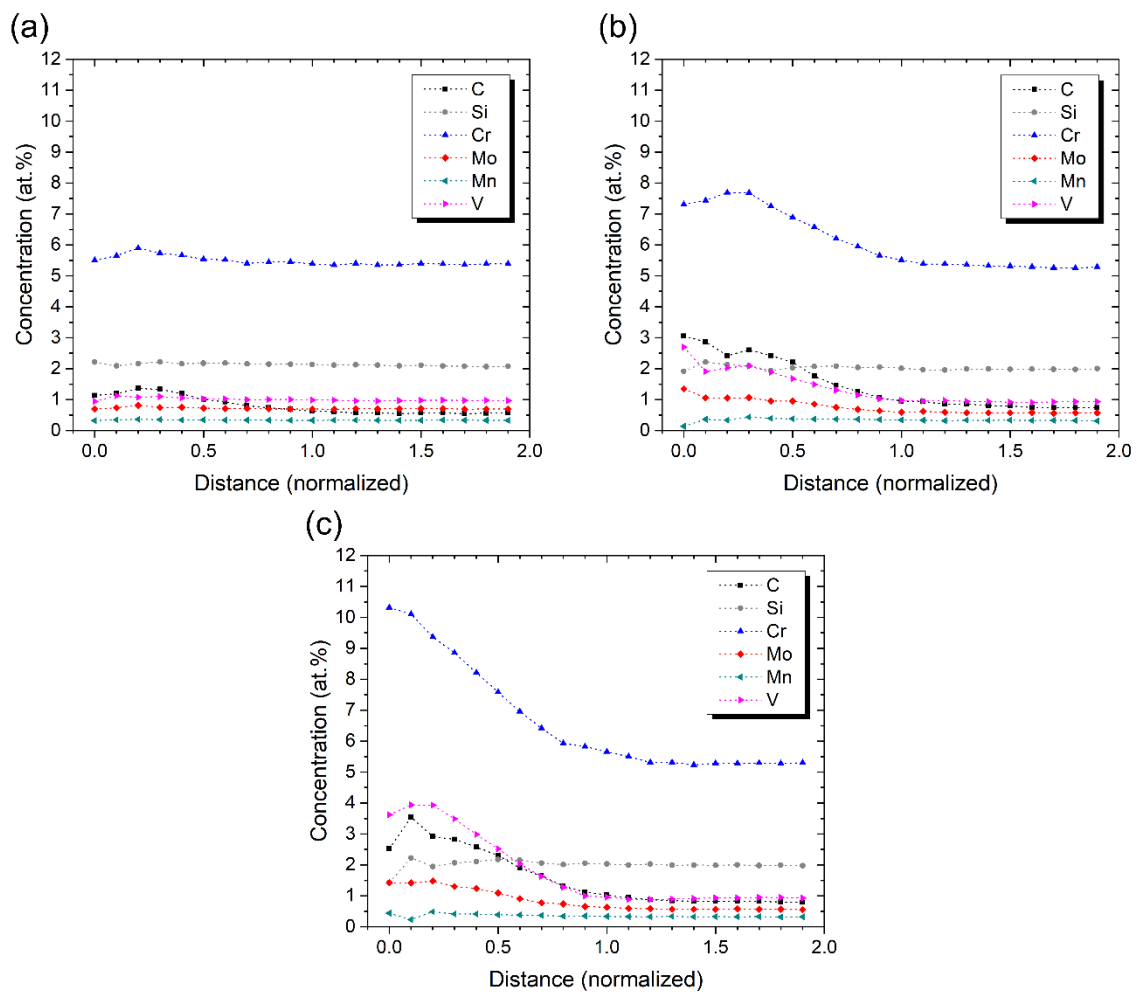 (a)
12
11
10
9
8
7
6
5
4
3
2
1
0
Concentration (at.%)
C
Si
Cr
Mo
Mn
V
0.0 0.5 1.0 1.5 2.0
Distance (normalized)
(b)
12
11
10
9
8
7
6
5
4
3
2
1
0
Concentration (at.%)
C
Si
Cr
Mo
Mn
V
0.0 0.5 1.0 1.5 2.0
Distance (normalized)
(c)
12
11
10
9
8
7
6
5
4
3
2
1
0
Concentration (at.%)
C
Si
Cr
Mo
Mn
V
0.0 0.5 1.0 1.5 2.0
Distance (normalized)